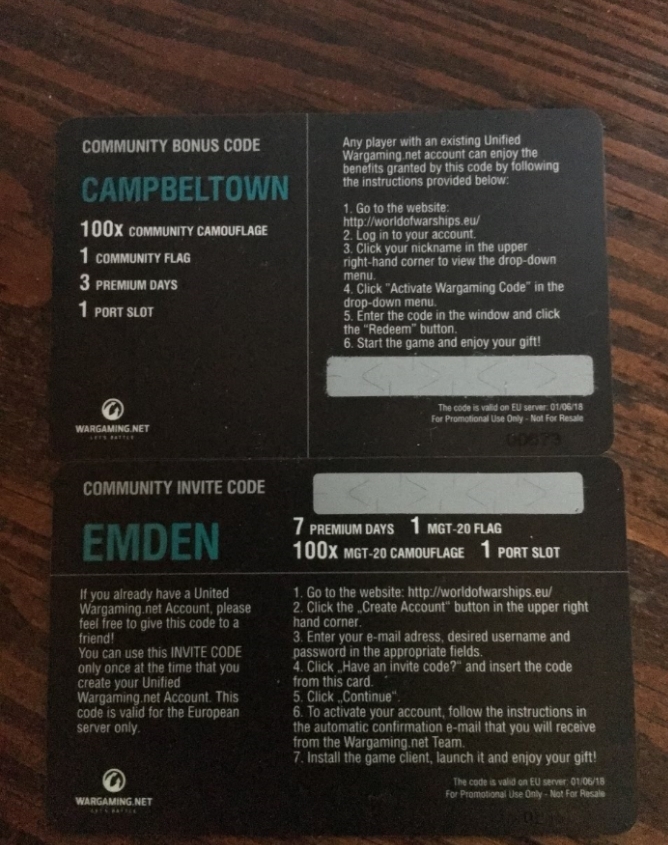 COMMUNITY BONUS CODE
CAMPBELTOWN
100x COMMUNITY CAMOUFLAGE
1 COMMUNITY FLAG
3 PREMIUM DAYS
1 PORT SLOT
WARGAMING.NET
LET'S BATTLE
Any player with an existing Unified
Wargaming.net account can enjoy the
benefits granted by this code by following
the instructions provided below:
1. Go to the website:
http://worldofwarships.eu/
2. Log in to your account.
3. Click your nickname in the upper
right-hand corner to view the drop-down
menu.
4. Click "Activate Wargaming Code" in the
drop-down menu.
5. Enter the code in the window and click
the "Redeem" button.
6. Start the game and enjoy your gift!
The code is valid on EU server: 01/06/18
For Promotional Use Only - Not For Resale
COMMUNITY INVITE CODE
EMDEN
7 PREMIUM DAYS 1 MGT-20 FLAG
100x MGT-20 CAMOUFLAGE 1 PORT SLOT
If you already have a United
Wargaming.net Account, please
feel free to give this code to a
friend!
You can use this INVITE CODE
only once at the time that you
create your Unified
Wargaming.net Account. This
code is valid for the European
server only.
WARGAMING.NET
LET'S BATTLE
1. Go to the website: http://worldofwarships.eu/
2. Click the „Create Account" button in the upper right
hand corner.
3. Enter your e-mail adress, desired username and
password in the appropriate fields.
4. Click „Have an invite code?" and insert the code
from this card.
5. Click „Continue".
6. To activate your account, follow the instructions in
the automatic confirmation e-mail that you will receive
from the Wargaming.net Team.
7. Install the game client, launch it and enjoy your gift!
The code is valid on EU server: 01/06/18
For Promotional Use Only - Not For Resale